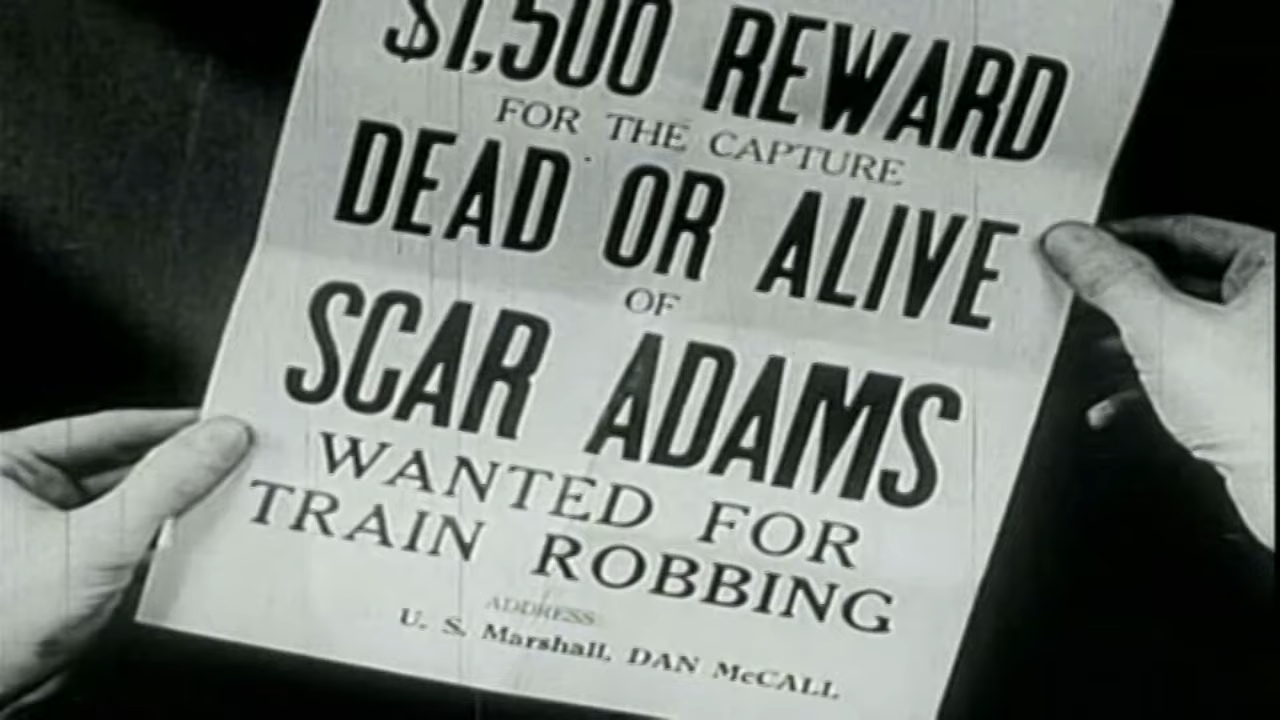 $1,500 REWARD
FOR THE CAPTURE
DEAD OR ALIVE
OF
SCAR ADAMS
WANTED FOR
TRAIN ROBBING
ADDRESS
U. S. Marshall, DAN McCALL